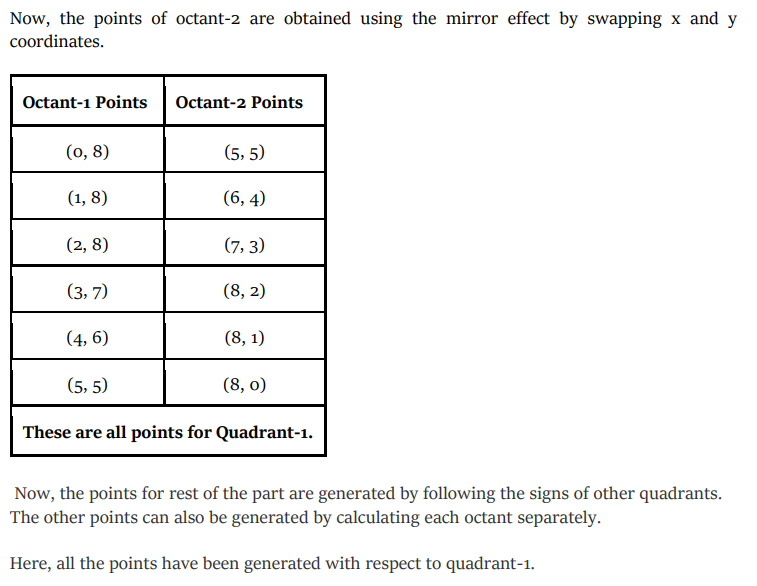 Now, the points of octant-2 are obtained using the mirror effect by swapping x and y
coordinates.
Octant-1 Points Octant-2 Points
(0, 8) (5, 5)
(1, 8) (6, 4)
(2, 8) (7, 3)
(3, 7) (8, 2)
(4, 6) (8, 1)
(5, 5) (8, 0)
These are all points for Quadrant-1.
Now, the points for rest of the part are generated by following the signs of other quadrants.
The other points can also be generated by calculating each octant separately.
Here, all the points have been generated with respect to quadrant-1.